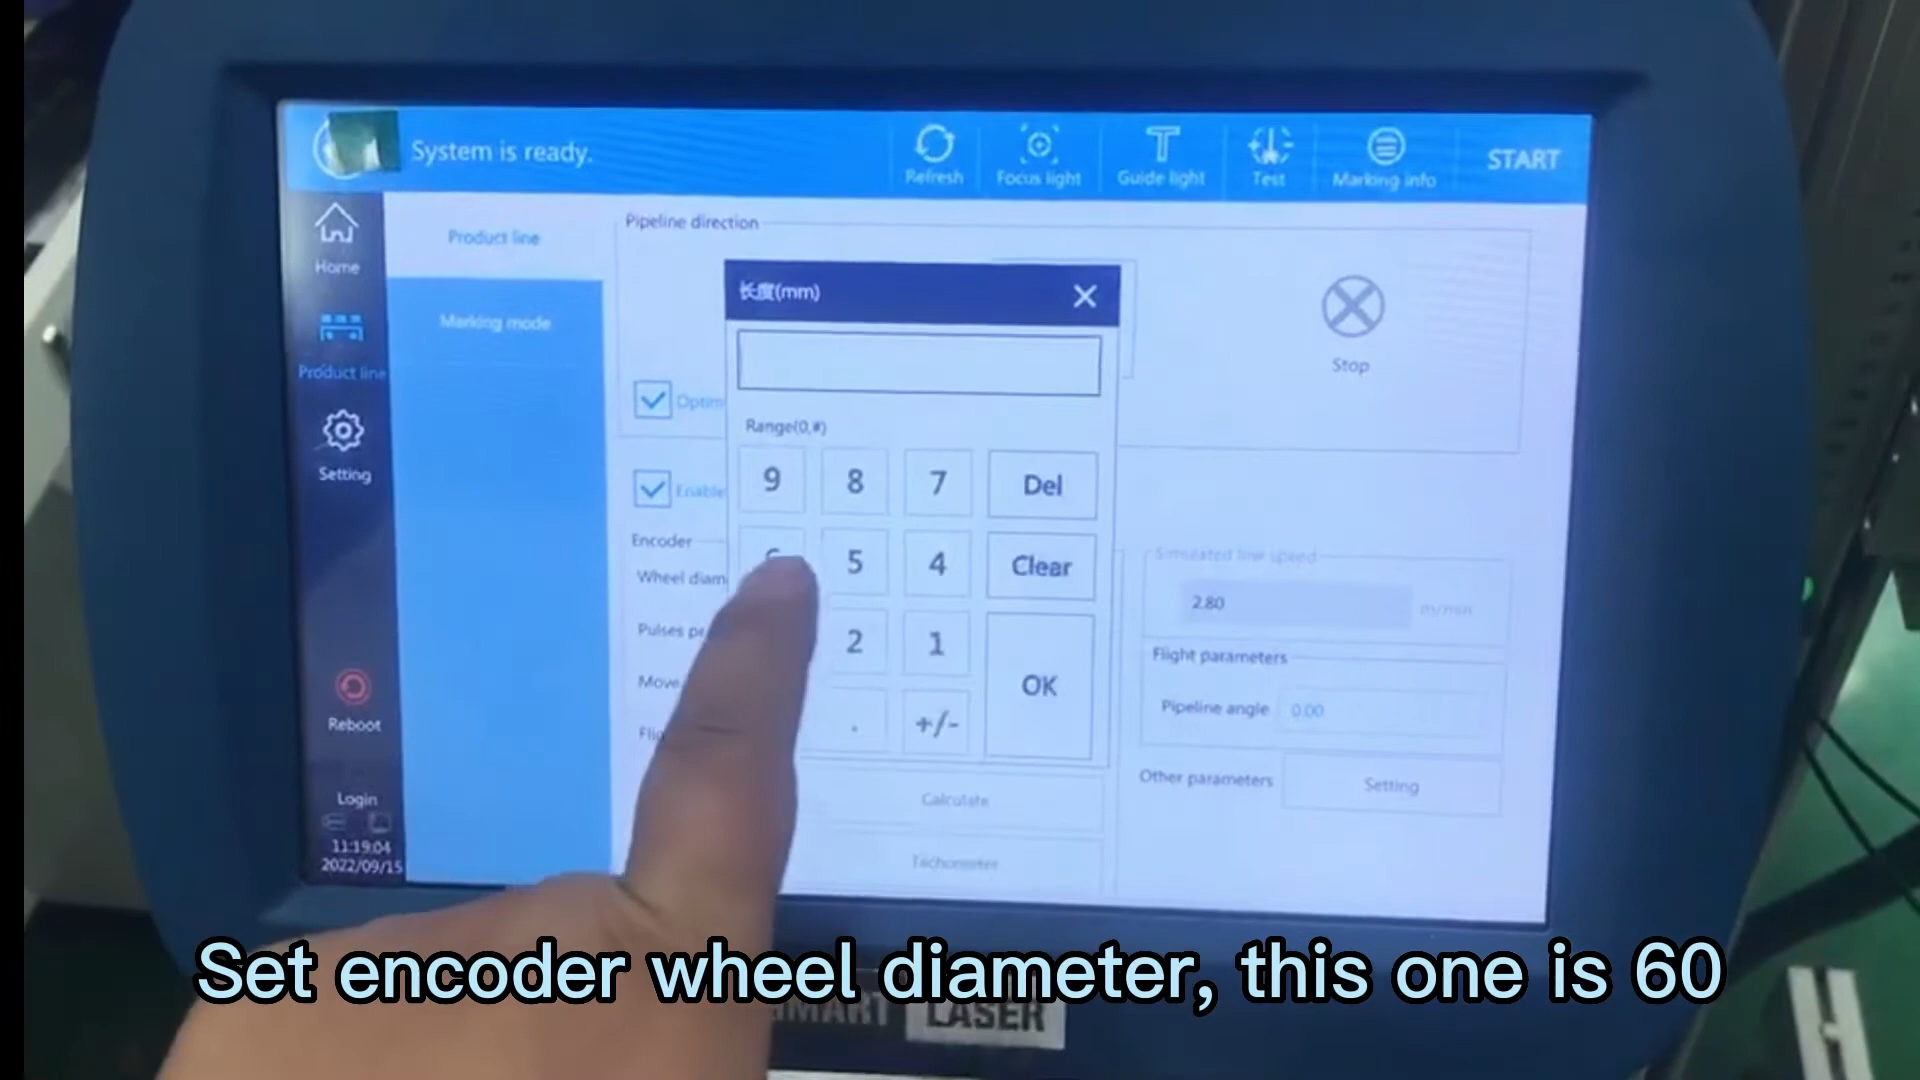 System is ready.
Refresh
Focus light
Guide light
Test
Marking info
START
Home
Product line
Setting
Reboot
Login
11:19:04
2022/09/15
Product line
Marking mode
Pipeline direction
Stop
长度(mm)
Range(0,#)
9 8 7 Del
5 4 Clear
2 1 OK
. +/-
Enable
Encoder
Wheel diam
Pulses
Move
Calculate
Tachometer
Simulated line speed
2.80 m/min
Flight parameters
Pipeline angle 0.00
Other parameters Setting
Set encoder wheel diameter, this one is 60
SMART LASER